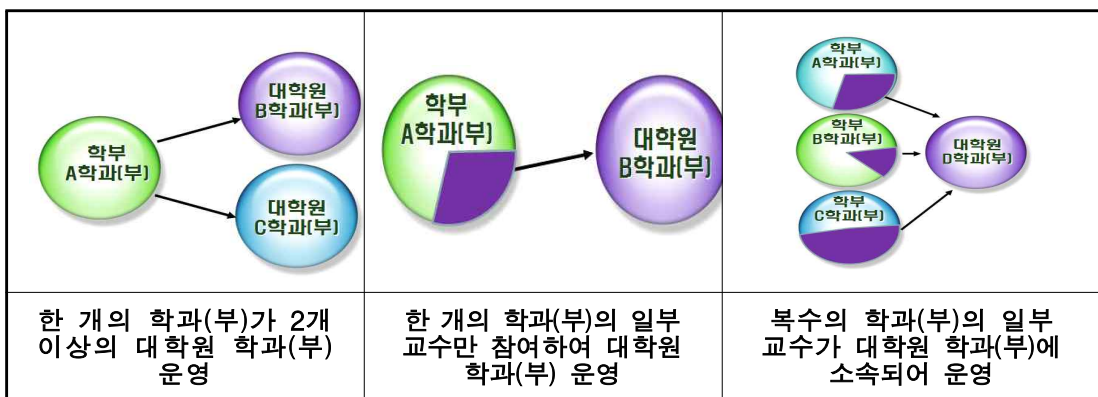 학부
A학과(부)
대학원
B학과(부)
대학원
C학과(부)
학부
A학과(부)
대학원
B학과(부)
학부
A학과(부)
학부
B학과(부)
학부
C학과(부)
대학원
D학과(부)
한 개의 학과(부)가 2개
이상의 대학원 학과(부)
운영
한 개의 학과(부)의 일부
교수만 참여하여 대학원
학과(부) 운영
복수의 학과(부)의 일부
교수가 대학원 학과(부)에
소속되어 운영